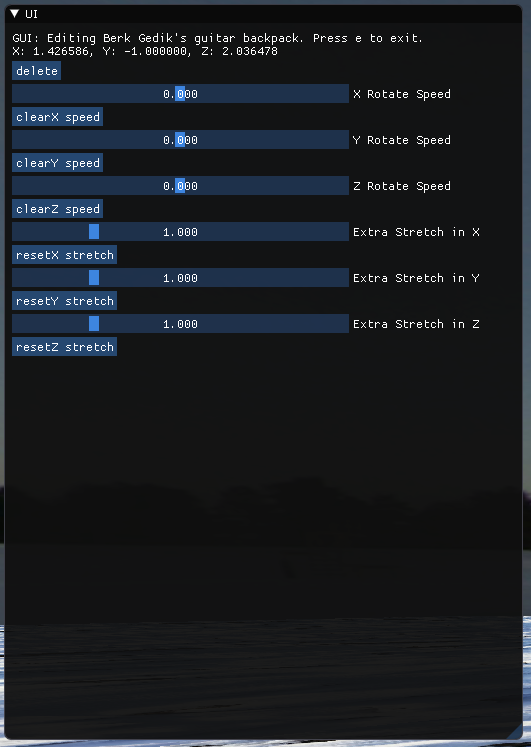 UI
GUI: Editing Berk Gedik's guitar backpack. Press e to exit.
X: 1.426586, Y: -1.000000, Z: 2.036478
delete
0.000 X Rotate Speed
clearX speed
0.000 Y Rotate Speed
clearY speed
0.000 Z Rotate Speed
clearZ speed
1.000 Extra Stretch in X
resetX stretch
1.000 Extra Stretch in Y
resetY stretch
1.000 Extra Stretch in Z
resetZ stretch